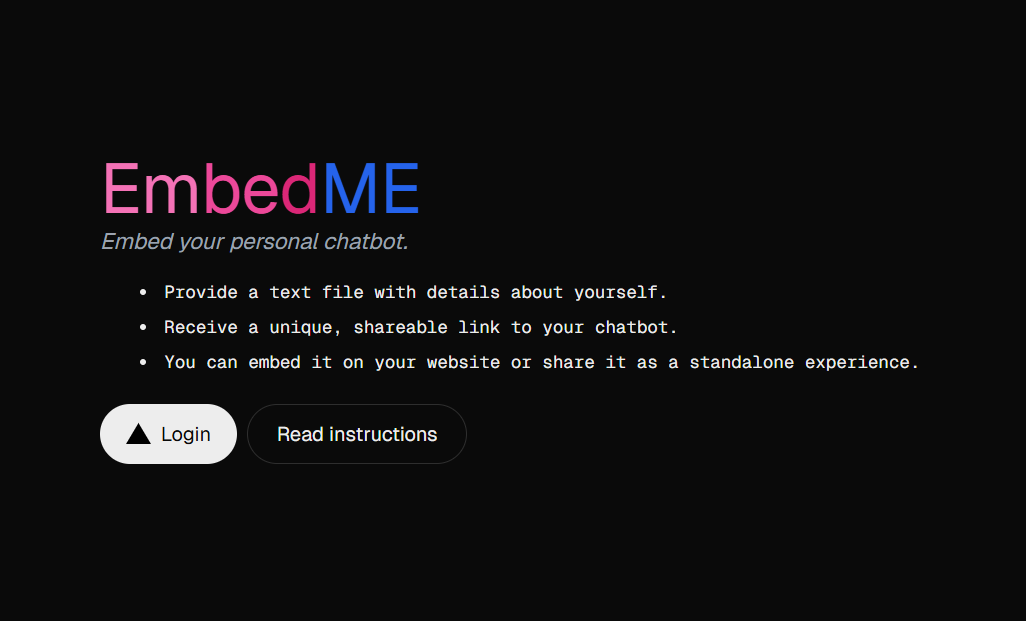 EmbedME
Embed your personal chatbot.
Provide a text file with details about yourself.
Receive a unique, shareable link to your chatbot.
You can embed it on your website or share it as a standalone experience.
Login
Read instructions